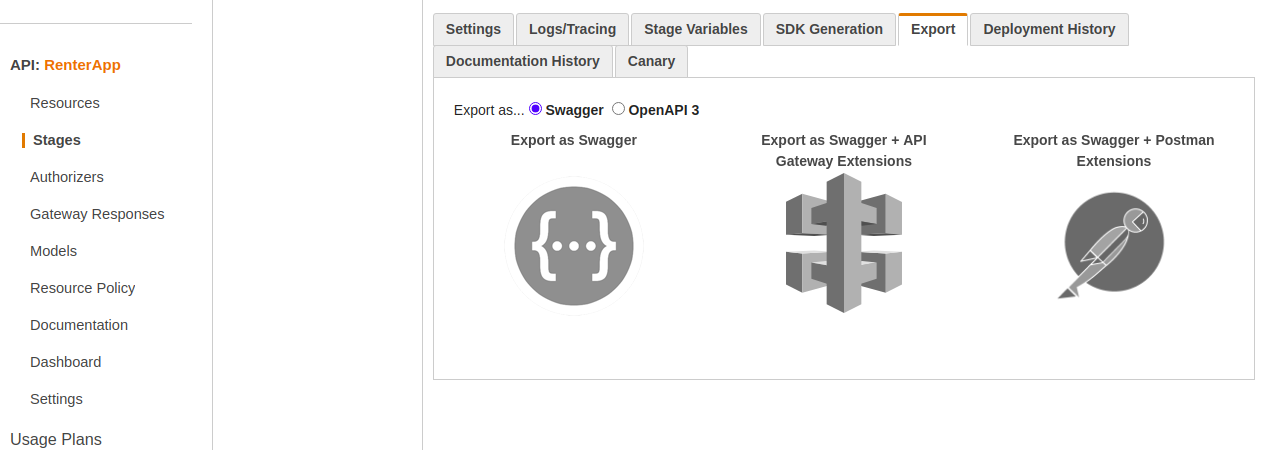 API: RenterApp
Resources
Stages
Authorizers
Gateway Responses
Models
Resource Policy
Documentation
Dashboard
Settings
Usage Plans
Settings Logs/Tracing Stage Variables SDK Generation Export Deployment History
Documentation History Canary
Export as... Swagger OpenAPI 3
Export as Swagger
Export as Swagger + API
Gateway Extensions
Export as Swagger + Postman
Extensions